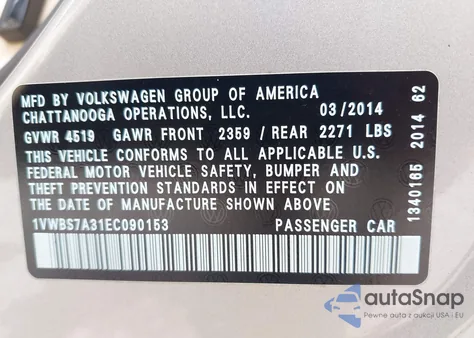 MFD BY VOLKSWAGEN GROUP OF AMERICA
CHATTANOOGA OPERATIONS, LLC. 03/2014
GVWR 4519 GAWR FRONT 2359 / REAR 2271 LBS
THIS VEHICLE CONFORMS TO ALL APPLICABLE U.S.
FEDERAL MOTOR VEHICLE SAFETY, BUMPER AND
THEFT PREVENTION STANDARDS IN EFFECT ON
THE DATE OF MANUFACTURE SHOWN ABOVE
1VWBS7A31EC090153 PASSENGER CAR
1340165 2014 62
autoSnap
Pewne auta z aukcji USA i EU